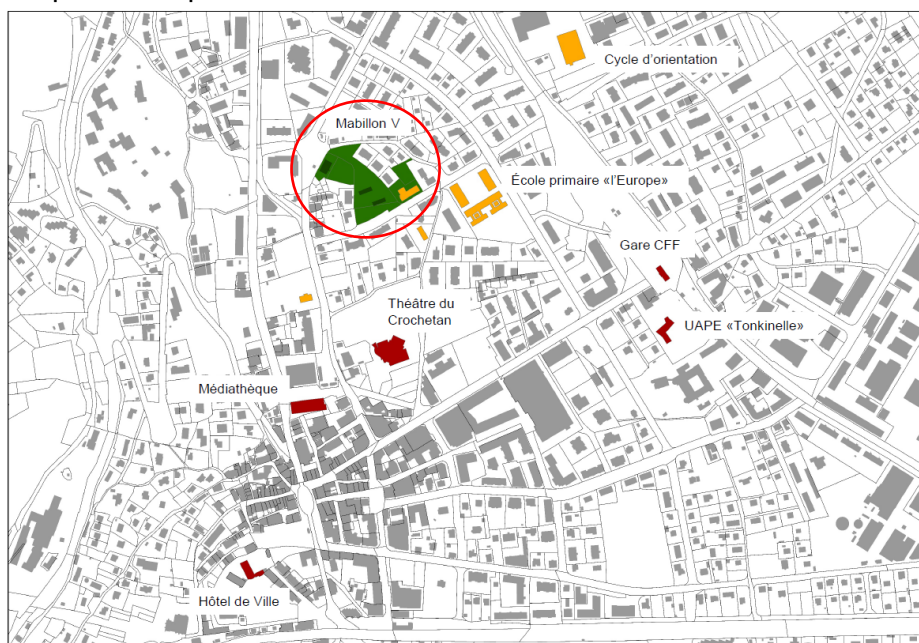 Cycle d'orientation
Mabillon V
École primaire «l'Europe»
Gare CFF
Théâtre du
Crochetan
UAPE «Tonkinelle»
Médiathèque
Hôtel de Ville